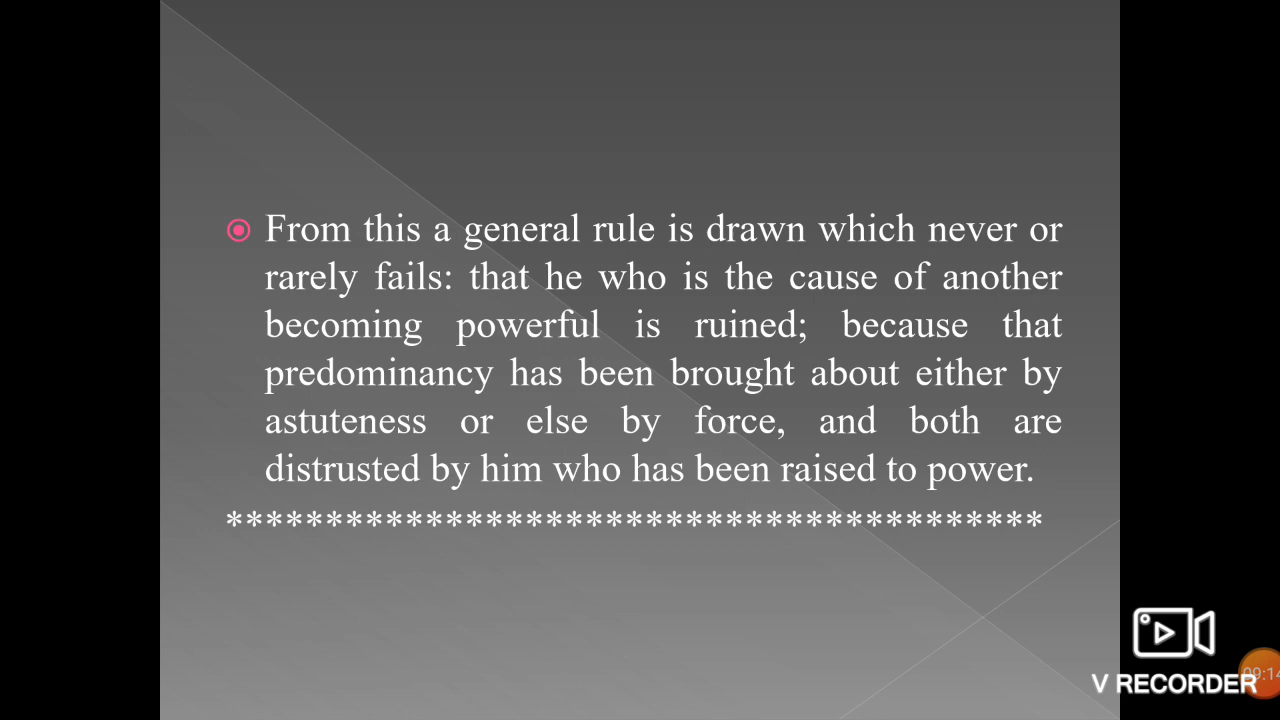 From this a general rule is drawn which never or
rarely fails: that he who is the cause of another
becoming powerful is ruined; because that
predominancy has been brought about either by
astuteness or else by force, and both are
distrusted by him who has been raised to power.
*****************************************
V RECORDER
09:14